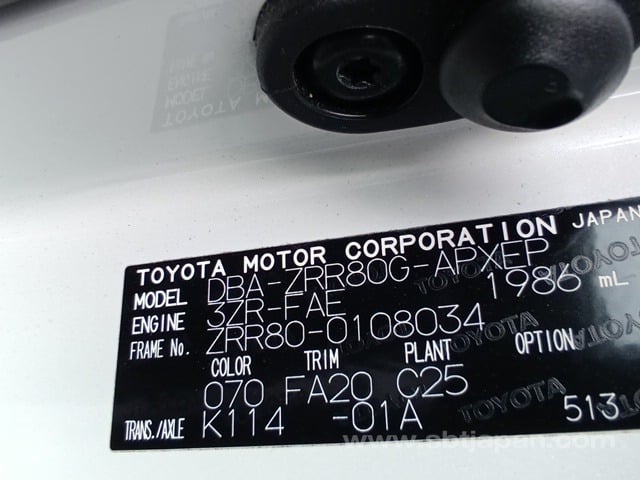 TOYOTA MOTOR CORPORATION JAPAN
MODEL DBA-ZRR80G-APXEP
ENGINE 3ZR-FAE 1986 mL
FRAME No. ZRR80-0108034
COLOR TRIM PLANT OPTION
070 FA20 C25
TRANS./AXLE K114 -01A 513
www.sbtjapan.com